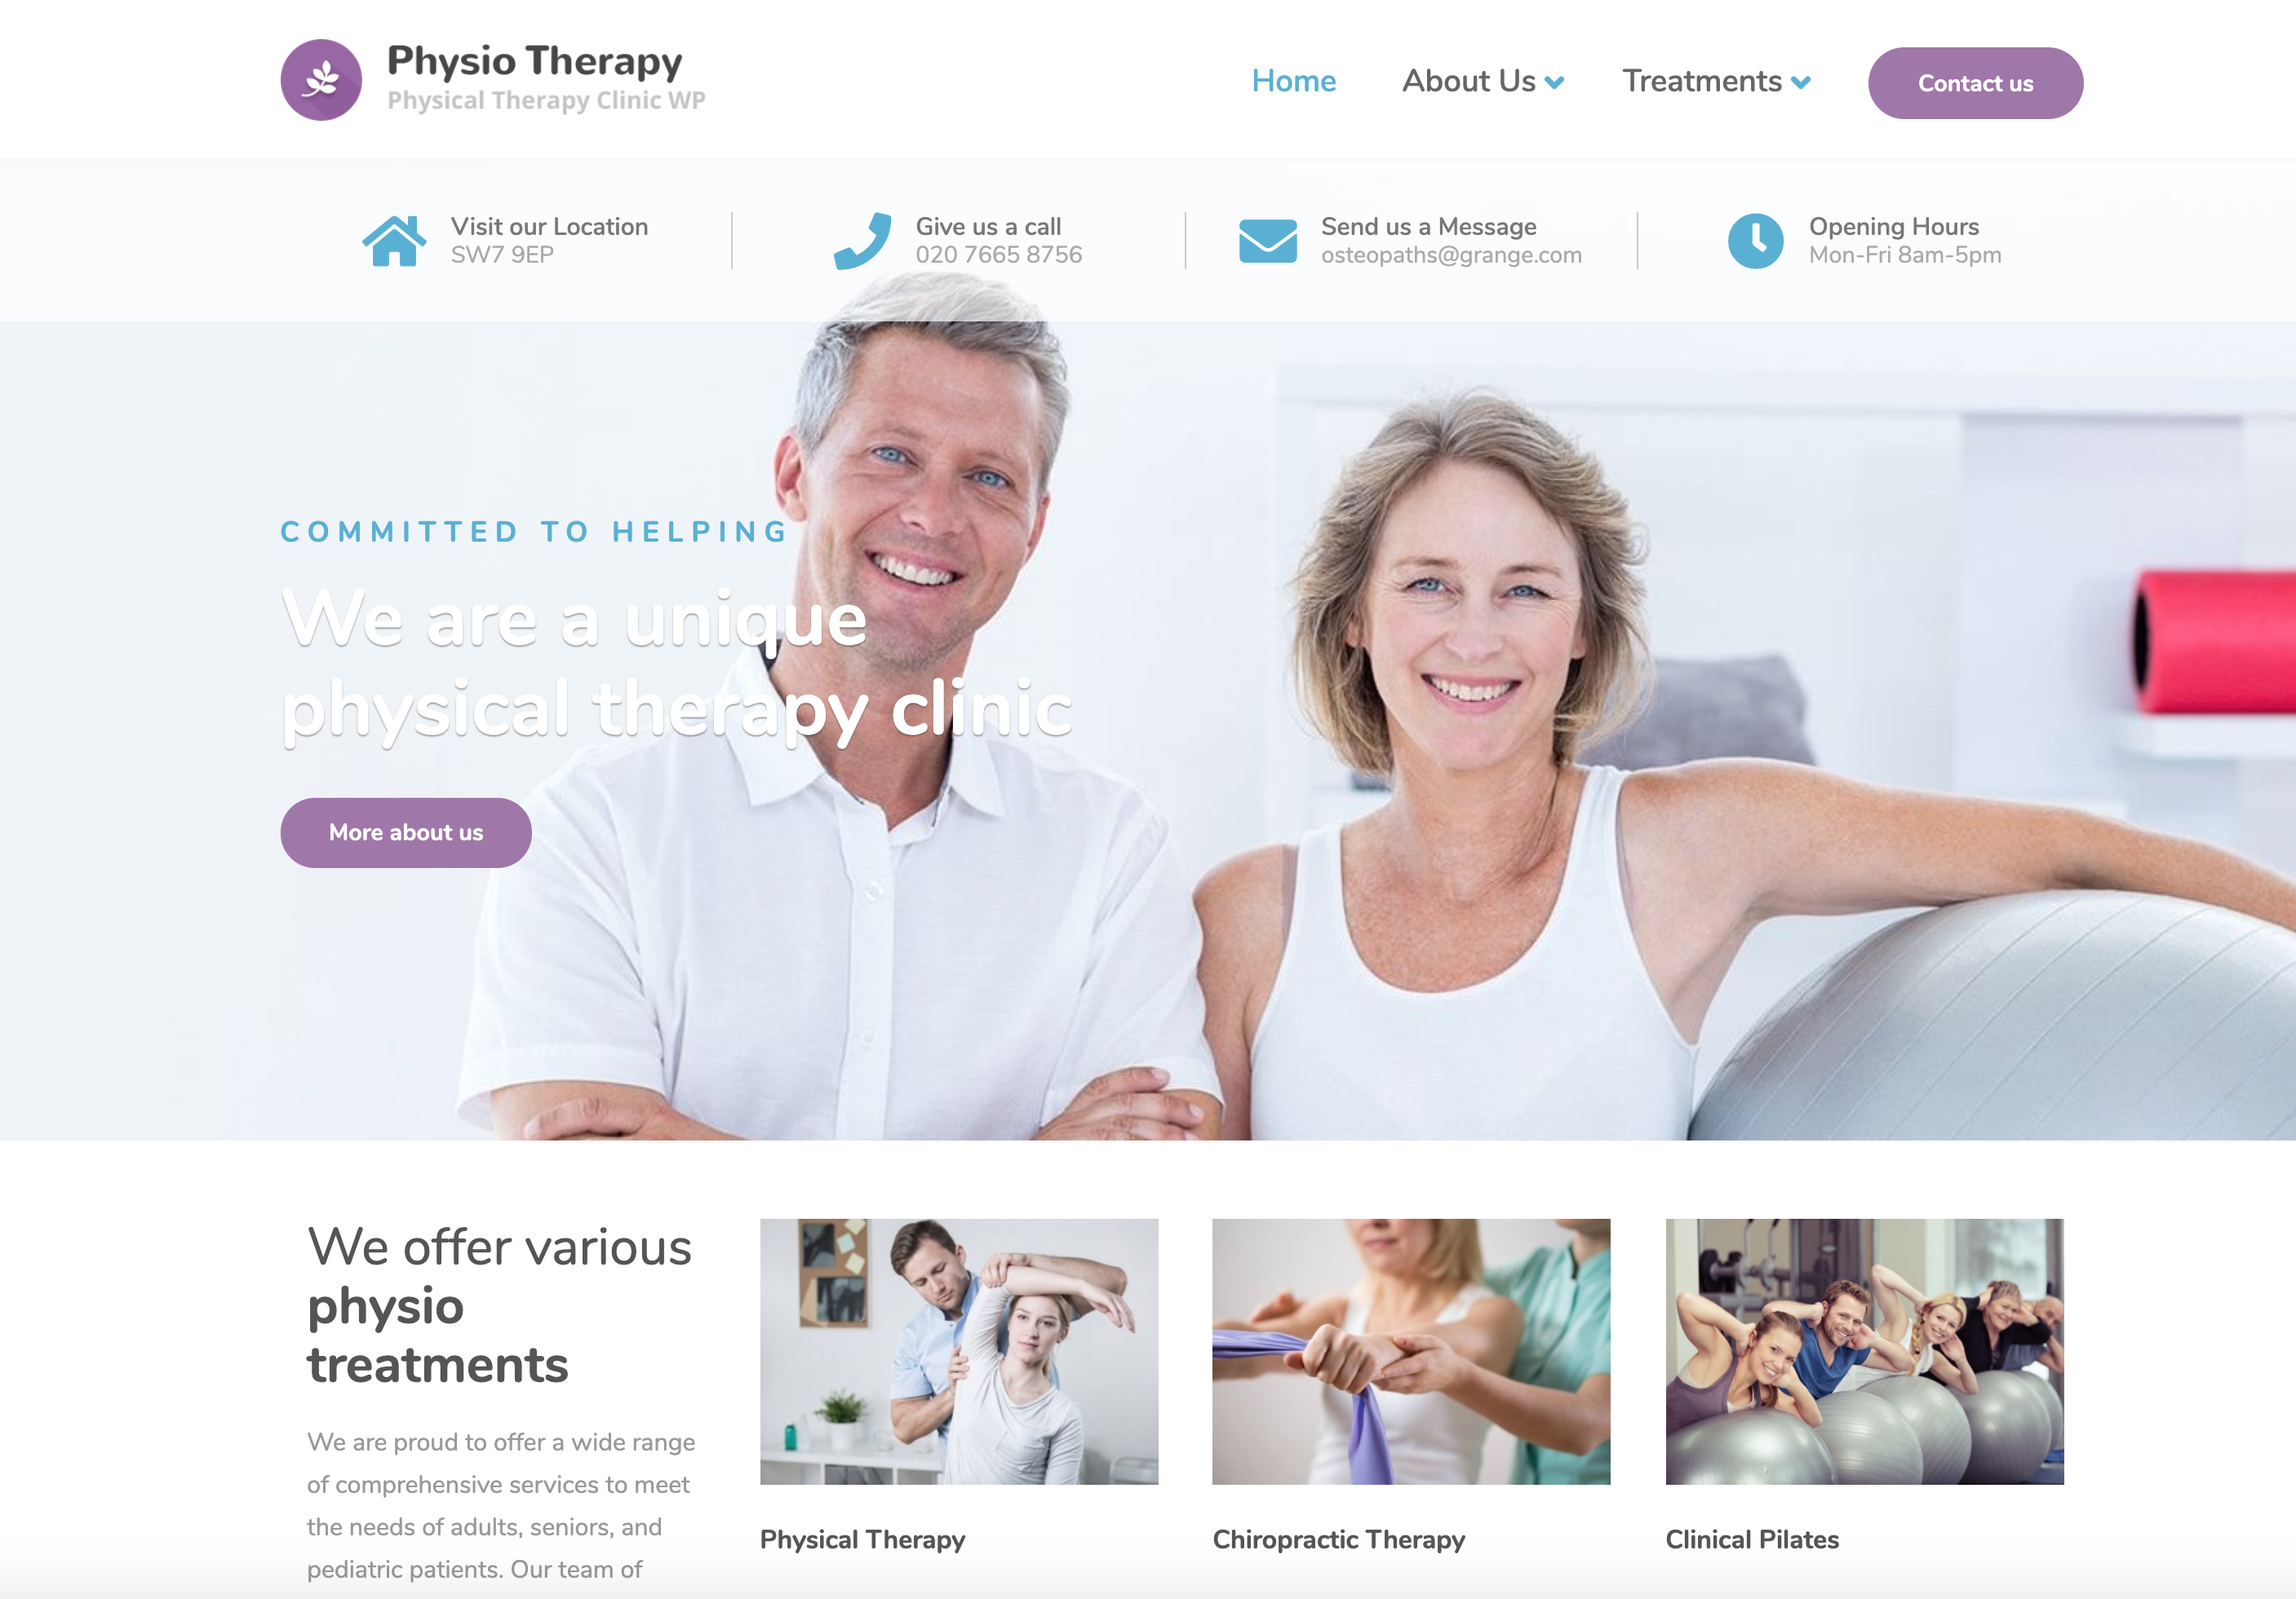 Physio Therapy
Physical Therapy Clinic WP
Home
About Us
Treatments
Contact us
Visit our Location
SW7 9EP
Give us a call
020 7665 8756
Send us a Message
osteopaths@grange.com
Opening Hours
Mon-Fri 8am-5pm
COMMITTED TO HELPING
We are a unique
physical therapy clinic
More about us
We offer various
physio
treatments
We are proud to offer a wide range
of comprehensive services to meet
the needs of adults, seniors, and
pediatric patients. Our team of
Physical Therapy
Chiropractic Therapy
Clinical Pilates